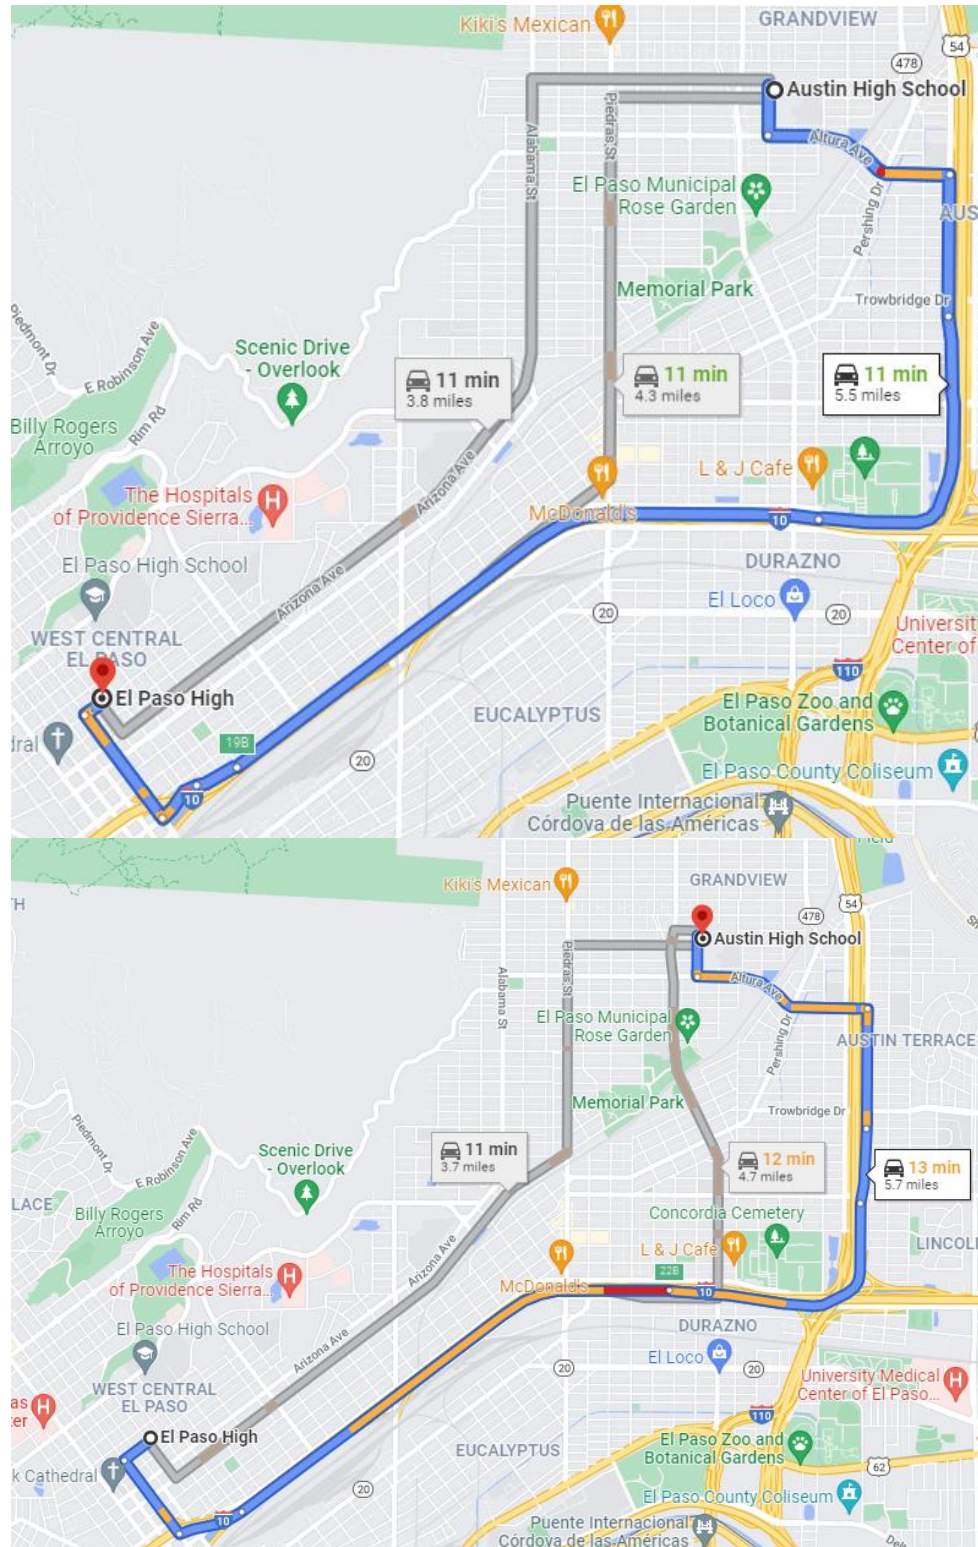 Kiki's Mexican
GRANDVIEW
54
478
Austin High School
Piedras St
Alabama St
Altura Ave
El Paso Municipal
Rose Garden
Pershing Dr
AUS
Memorial Park
Trowbridge Dr
Piedmont Dr
E Robinson Ave
Scenic Drive
- Overlook
11 min
3.8 miles
11 min
4.3 miles
11 min
5.5 miles
Billy Rogers
Arroyo
Rim Rd
Arizona Ave
L & J Cafe
The Hospitals
of Providence Sierra...
H
McDonald's
10
El Paso High School
DURAZNO
Arizona Ave
El Loco
20
20
WEST CENTRAL
EL PASO
Universit
Center of
El Paso High
110
El Paso Zoo and
Botanical Gardens
EUCALYPTUS
dral
19B
20
10
El Paso County Coliseum
Puente Internacional
Córdova de las Américas
Field
Kiki's Mexican
GRANDVIEW
TH
54
478
Austin High School
Piedras St
Alabama St
Altura Ave
El Paso Municipal
Rose Garden
Pershing Dr
AUSTIN TERRACE
Memorial Park
Trowbridge Dr
Piedmont Dr
E Robinson Ave
Scenic Drive
- Overlook
11 min
3.7 miles
12 min
4.7 miles
13 min
5.7 miles
LACE
Billy Rogers
Arroyo
Rim Rd
Concordia Cemetery
Arizona Ave
L & J Cafe
LINCOL
The Hospitals
of Providence Sierra...
H
McDonald's
22B
10
El Paso High School
DURAZNO
Arizona Ave
El Loco
20
20
WEST CENTRAL
EL PASO
University Medical
Center of El Paso...
H
as
ter
H
El Paso High
110
El Paso Zoo and
Botanical Gardens
EUCALYPTUS
k Cathedral
62
20
10
El Paso County Coliseum
Puente Internacional
Córdova de las Américas